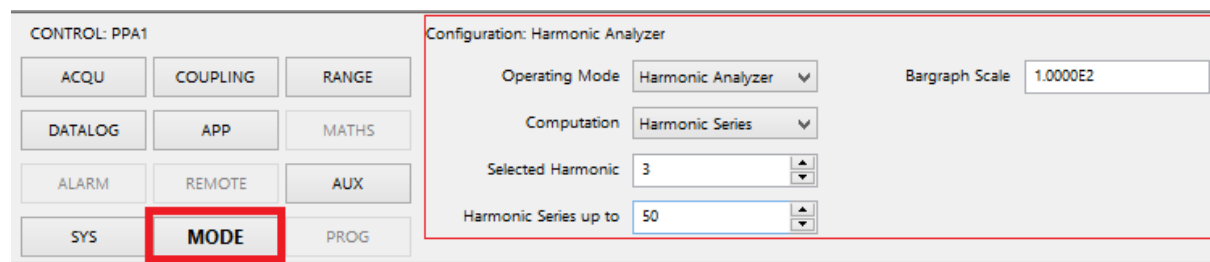 CONTROL: PPA1
ACQU COUPLING RANGE
DATALOG APP MATHS
ALARM REMOTE AUX
SYS MODE PROG
Configuration: Harmonic Analyzer
Operating Mode Harmonic Analyzer Bargraph Scale 1.0000E2
Computation Harmonic Series
Selected Harmonic 3
Harmonic Series up to 50